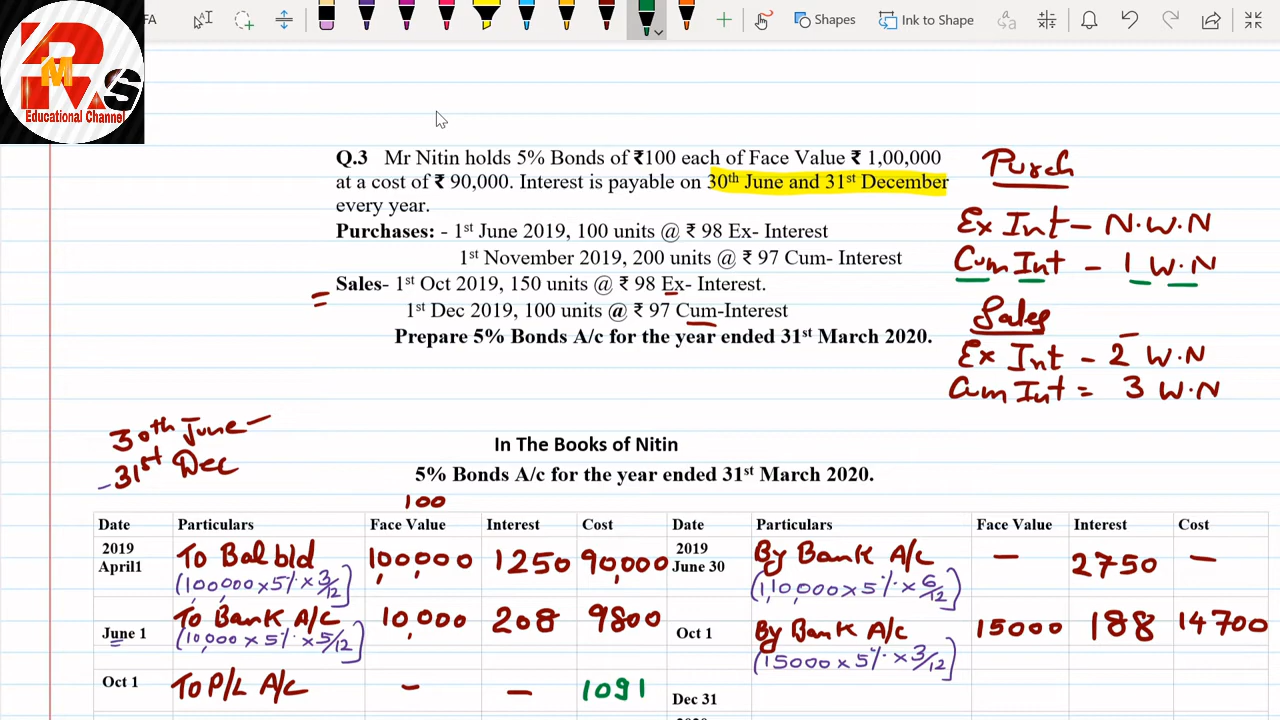 FA
Shapes
Ink to Shape
RMS
Educational Channel
Q.3 Mr Nitin holds 5% Bonds of ₹100 each of Face Value ₹ 1,00,000
at a cost of ₹ 90,000. Interest is payable on 30th June and 31st December
every year.
Purchases: - 1st June 2019, 100 units @ ₹ 98 Ex- Interest
1st November 2019, 200 units @ ₹ 97 Cum- Interest
Sales- 1st Oct 2019, 150 units @ ₹ 98 Ex- Interest.
1st Dec 2019, 100 units @ ₹ 97 Cum-Interest
Prepare 5% Bonds A/c for the year ended 31st March 2020.
Purch
Ex Int - N.W.N
Cum Int - 1 W.N
Sales
Ex Int - 2 W.N
Cum Int = 3 W.N
30th June -
- 31st Dec
In The Books of Nitin
5% Bonds A/c for the year ended 31st March 2020.
100
Date Particulars Face Value Interest Cost Date Particulars Face Value Interest Cost
2019 April1 To Bal b/d 100,000 1250 90,000 2019 June 30 By Bank A/c - 2750 -
(100,000 x 5% x 3/12) (1,10,000 x 5% x 6/12)
June 1 To Bank A/c 10,000 208 9800 Oct 1 By Bank A/c 15000 188 14700
(10,000 x 5% x 5/12) (15000 x 5% x 3/12)
Oct 1 To P/L A/c - - 1091
Dec 31